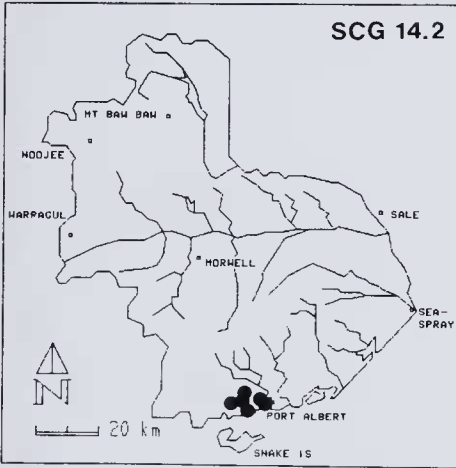 SCG 14.2
MT BAW BAW
NOOJEE
WARRAGUL
SALE
MORWELL
SEA-
SPRAY
N
PORT ALBERT
20 km
SNAKE IS